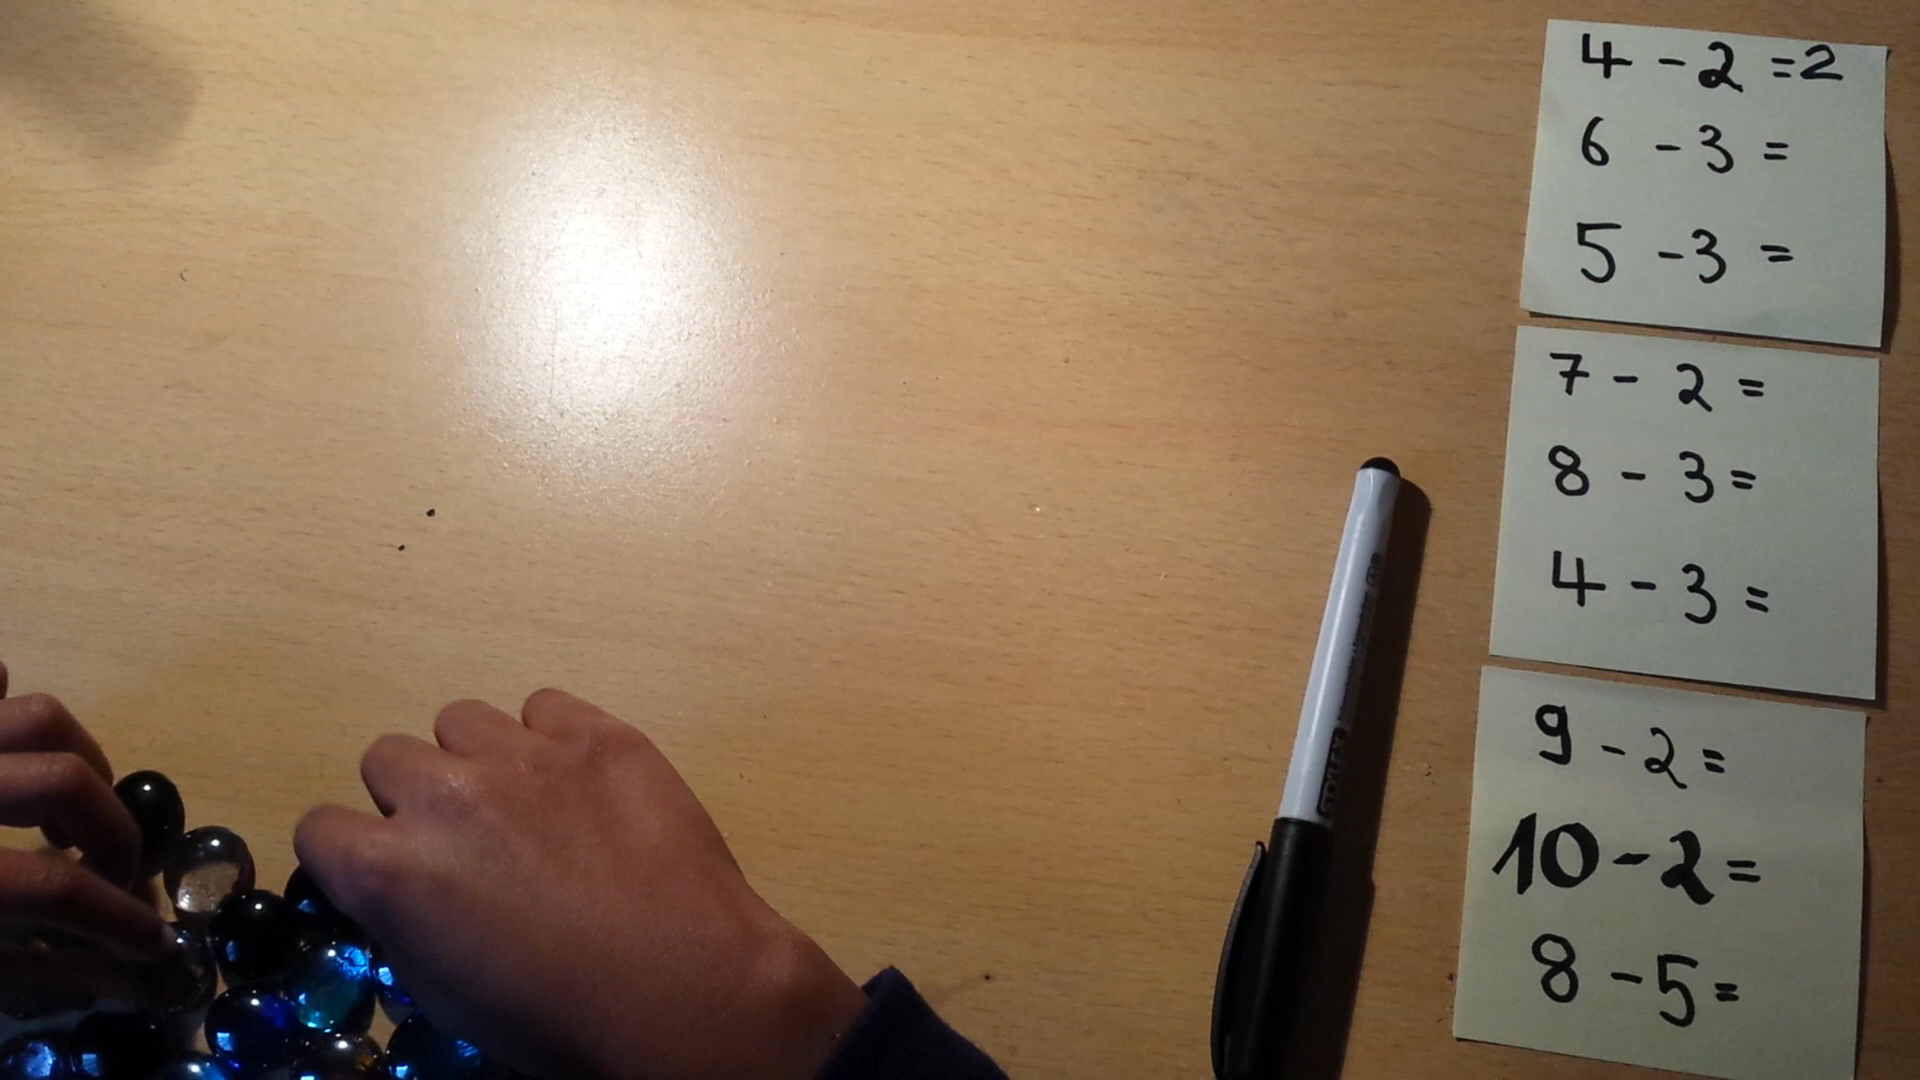 4 - 2 = 2
6 - 3 =
5 - 3 =
7 - 2 =
8 - 3 =
4 - 3 =
9 - 2 =
10 - 2 =
8 - 5 =